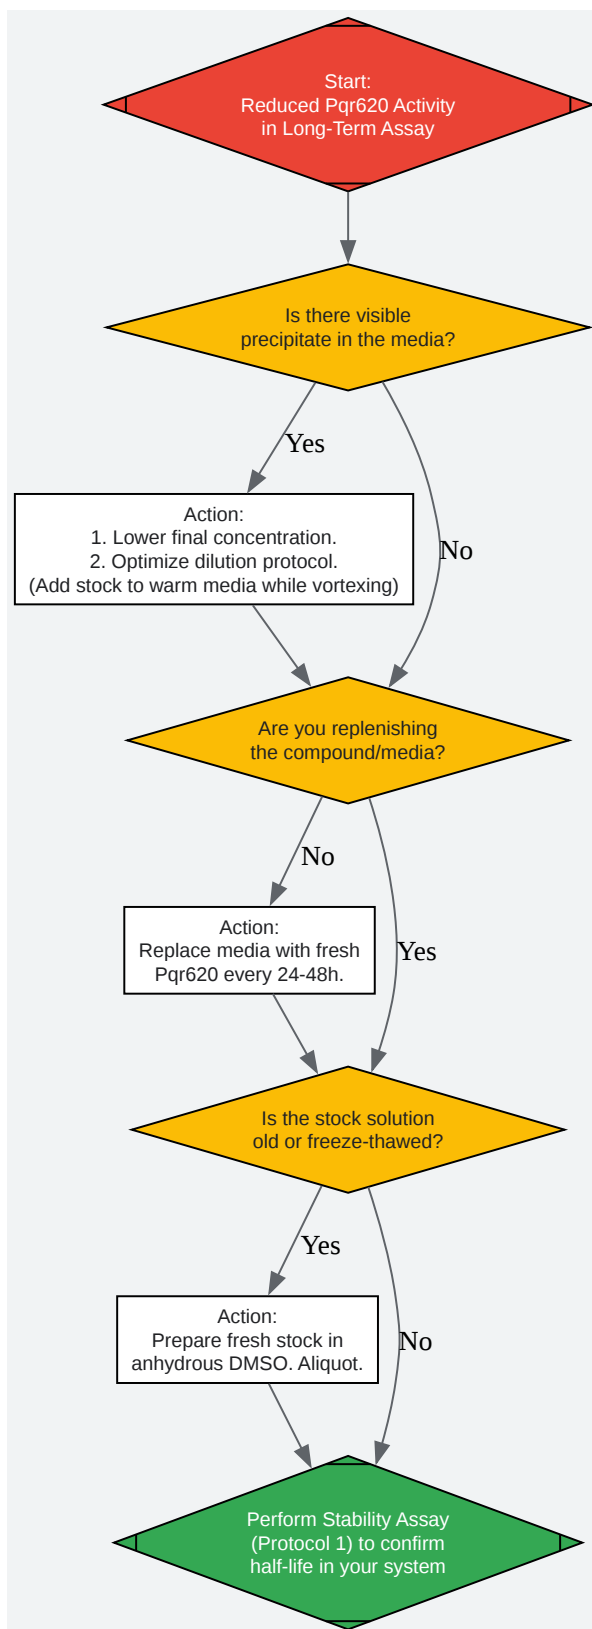 Start:
Reduced Pqr620 Activity
in Long-Term Assay
Is there visible
precipitate in the media?
Yes
Action:
1. Lower final concentration.
2. Optimize dilution protocol.
(Add stock to warm media while vortexing)
No
Are you replenishing
the compound/media?
No
Action:
Replace media with fresh
Pqr620 every 24-48h.
Yes
Is the stock solution
old or freeze-thawed?
Yes
Action:
Prepare fresh stock in
anhydrous DMSO. Aliquot.
No
Perform Stability Assay
(Protocol 1) to confirm
half-life in your system